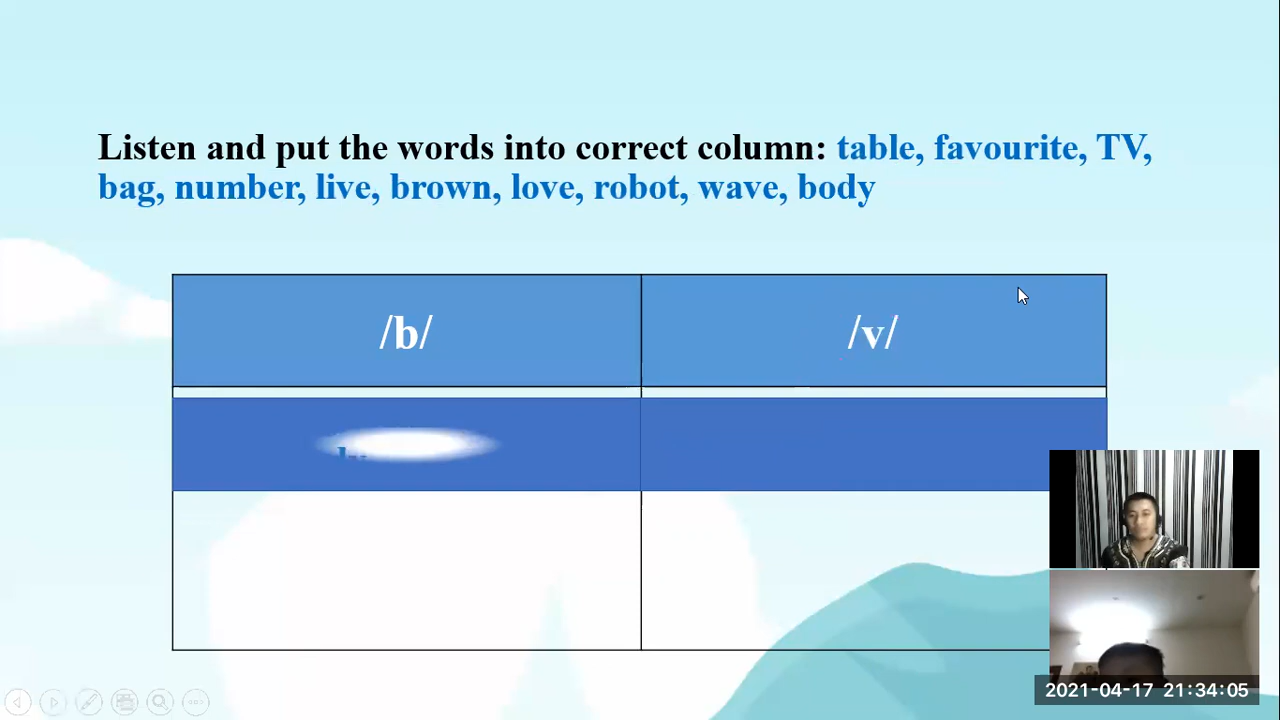 Listen and put the words into correct column: table, favourite, TV,
bag, number, live, brown, love, robot, wave, body
/b/
/v/
2021-04-17 21:34:05